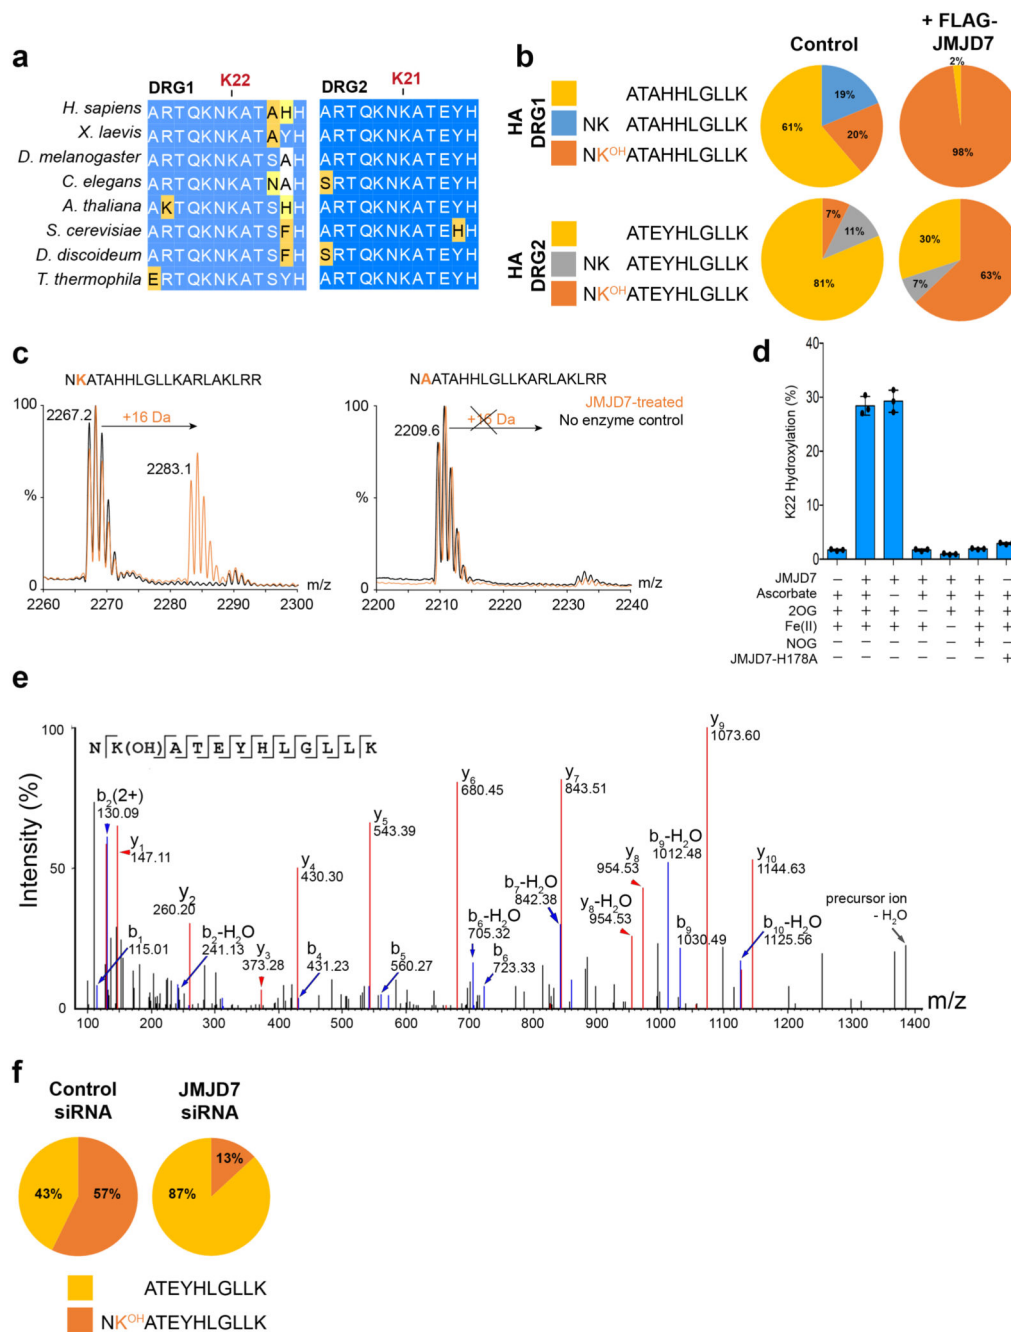 a
DRG1 K22 DRG2 K21
H. sapiens ARTQKNKATAHH ARTQKNKATEYH
X. laevis ARTQKNKATAYH ARTQKNKATEYH
D. melanogaster ARTQKNKATSAH ARTQKNKATEYH
C. elegans ARTQKNKATNAH SRTQKNKATEYH
A. thaliana AKTQKNKATSHH ARTQKNKATEYH
S. cerevisiae ARTQKNKATSFH ARTQKNKATEHH
D. discoideum ARTQKNKATSFH SRTQKNKATEYH
T. thermophila ERTQKNKATSYH ARTQKNKATEYH
b
Control
+ FLAG-
JMJD7
HA
DRG1
ATAHHLGLLK
NK ATAHHLGLLK
NKOHATAHHLGLLK
61% 19% 20%
2% 98%
HA
DRG2
ATEYHLGLLK
NK ATEYHLGLLK
NKOHATEYHLGLLK
7% 11% 81%
30% 7% 63%
c
NKATAHHLGLLKARLAKLRR
100
2267.2
+16 Da
2283.1
%
0
2260 2270 2280 2290 2300
m/z
NAATAHHLGLLKARLAKLRR
100
JMJD7-treated
No enzyme control
+16 Da
2209.6
%
0
2200 2210 2220 2230 2240
m/z
d
K22 Hydroxylation (%)
40
30
20
10
0
JMJD7 − + + + + + −
Ascorbate + + − + + + +
2OG + + + − + + +
Fe(II) + + + + − + +
NOG − − − − − + −
JMJD7-H178A − − − − − − +
e
N K(OH) A T E Y H L G L L K
Intensity (%)
100
50
0
b2(2+)
130.09
y1
147.11
b1
115.01
y2
260.20
b2-H2O
241.13
y3
373.28
y4
430.30
b4
431.23
y5
543.39
b5
560.27
y6
680.45
b6-H2O
705.32
b6
723.33
y7
843.51
b7-H2O
842.38
y8
954.53
y8-H2O
954.53
b9-H2O
1012.48
b9
1030.49
y9
1073.60
y10
1144.63
b10-H2O
1125.56
precursor ion
- H2O
m/z
100 200 300 400 500 600 700 800 900 1000 1100 1200 1300 1400
f
Control
siRNA
JMJD7
siRNA
43% 57%
87% 13%
ATEYHLGLLK
NKOHATEYHLGLLK